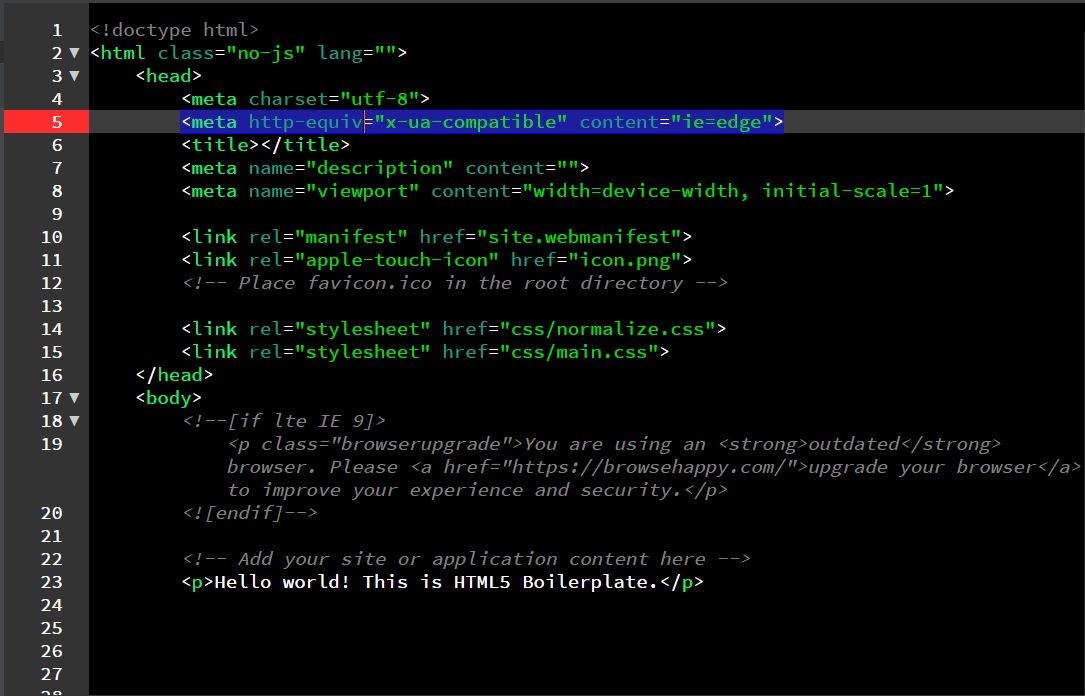 1 <!doctype html>
2 ▼ <html class="no-js" lang="">
3 ▼ <head>
4 <meta charset="utf-8">
5 <meta http-equiv="x-ua-compatible" content="ie=edge">
6 <title></title>
7 <meta name="description" content="">
8 <meta name="viewport" content="width=device-width, initial-scale=1">
9
10 <link rel="manifest" href="site.webmanifest">
11 <link rel="apple-touch-icon" href="icon.png">
12 <!-- Place favicon.ico in the root directory -->
13
14 <link rel="stylesheet" href="css/normalize.css">
15 <link rel="stylesheet" href="css/main.css">
16 </head>
17 ▼ <body>
18 ▼ <!--[if lte IE 9]>
19 <p class="browserupgrade">You are using an <strong>outdated</strong>
browser. Please <a href="https://browsehappy.com/">upgrade your browser</a>
to improve your experience and security.</p>
20 <![endif]-->
21
22 <!-- Add your site or application content here -->
23 <p>Hello world! This is HTML5 Boilerplate.</p>
24
25
26
27